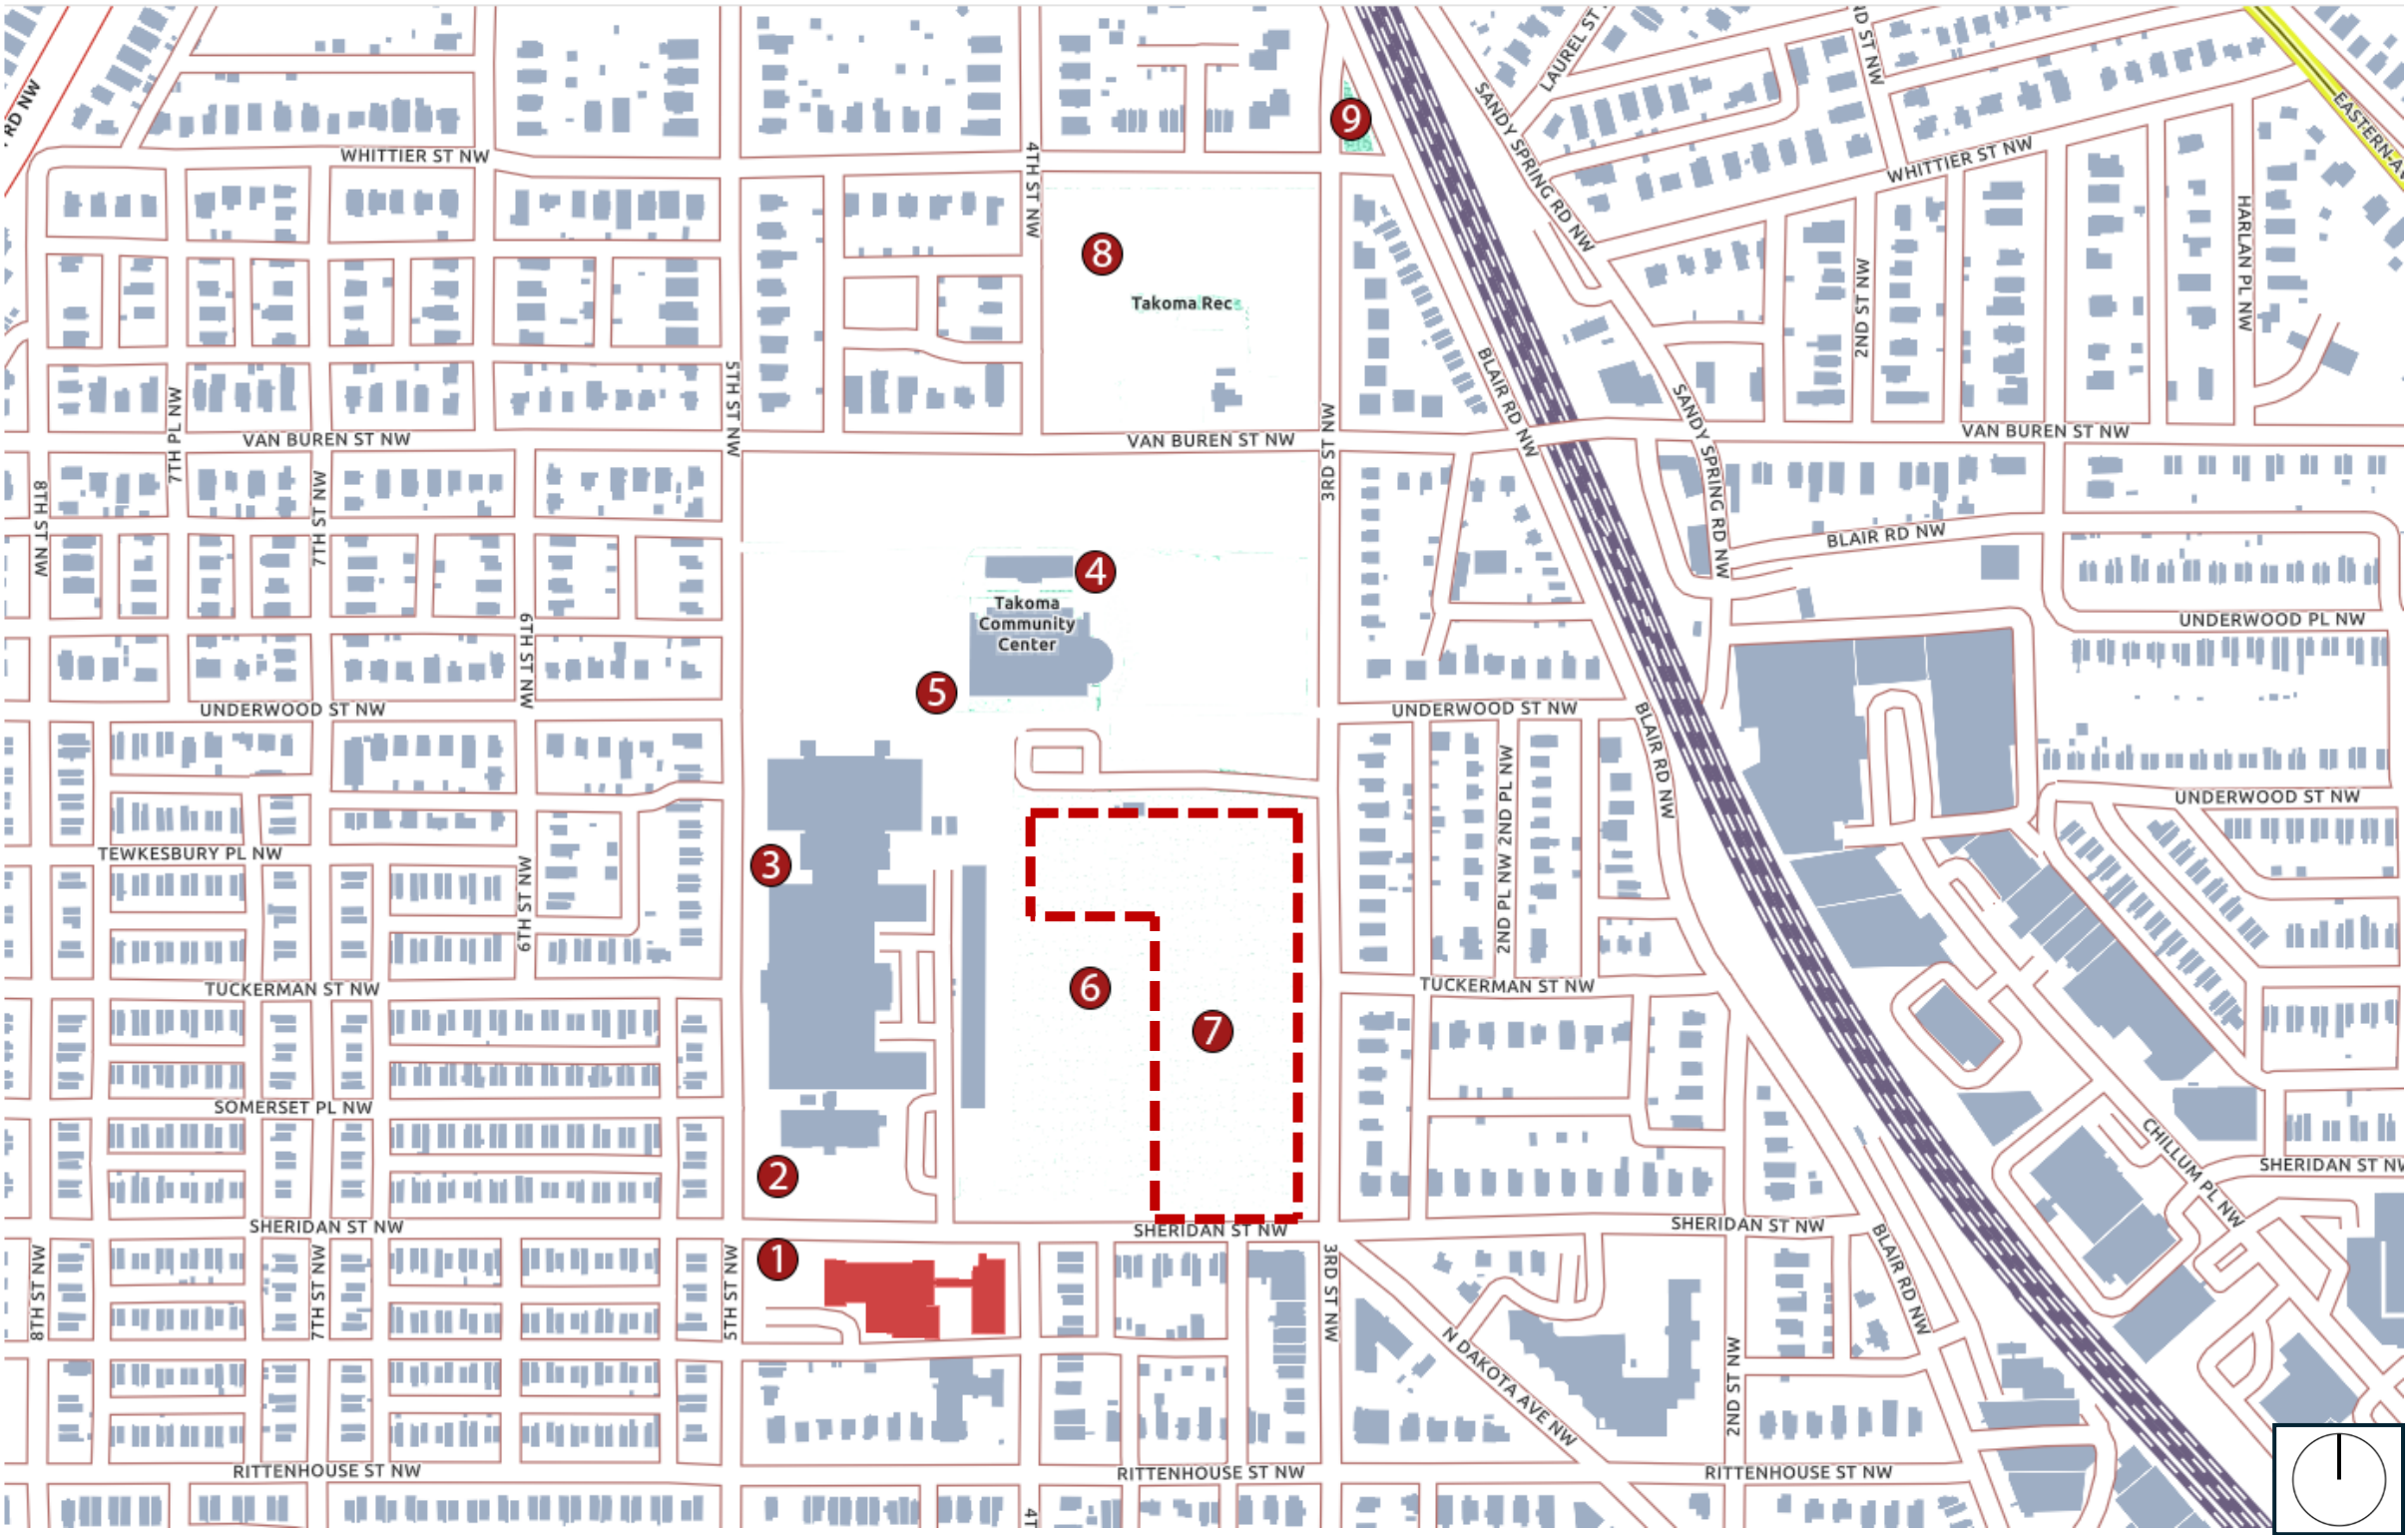 RD NW
LAUREL ST
ND ST NW
SANDY SPRING RD NW
EASTERN AV
9
WHITTIER ST NW
4TH ST NW
WHITTIER ST NW
HARLAN PL NW
8
Takoma Rec
2ND ST NW
BLAIR RD NW
5TH ST NW
7TH PL NW
3RD ST NW
SANDY SPRING RD NW
VAN BUREN ST NW
VAN BUREN ST NW
VAN BUREN ST NW
8TH ST NW
7TH ST NW
BLAIR RD NW
4
Takoma
Community
Center
6TH ST NW
UNDERWOOD PL NW
5
UNDERWOOD ST NW
UNDERWOOD ST NW
BLAIR RD NW
2ND PL NW
2ND PL NW
UNDERWOOD ST NW
TEWKESBURY PL NW
3
6TH ST NW
TUCKERMAN ST NW
6
TUCKERMAN ST NW
7
SOMERSET PL NW
CHILLUM PL NW
2
SHERIDAN ST NW
SHERIDAN ST NW
SHERIDAN ST NW
SHERIDAN ST NW
BLAIR RD NW
1
8TH ST NW
7TH ST NW
5TH ST NW
3RD ST NW
N DAKOTA AVE NW
2ND ST NW
RITTENHOUSE ST NW
RITTENHOUSE ST NW
RITTENHOUSE ST NW
4T